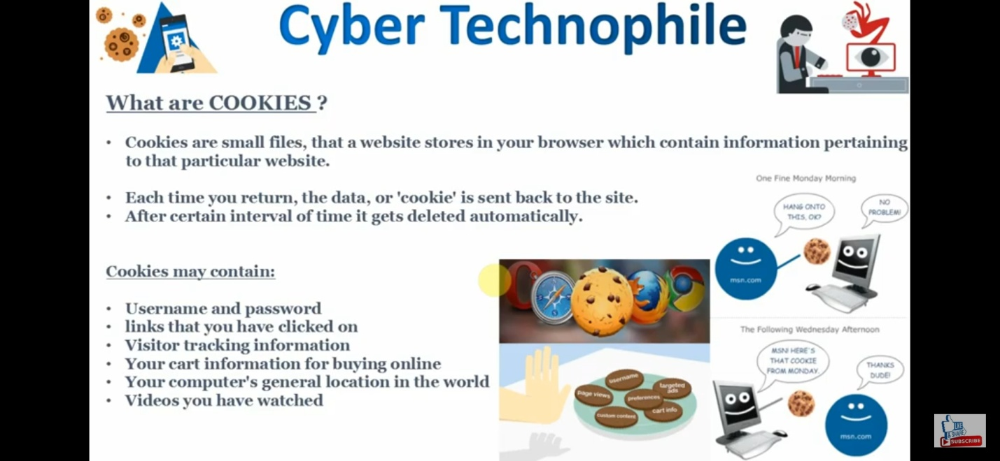 Cyber Technophile
What are COOKIES ?
• Cookies are small files, that a website stores in your browser which contain information pertaining
to that particular website.
• Each time you return, the data, or 'cookie' is sent back to the site.
• After certain interval of time it gets deleted automatically.
Cookies may contain:
• Username and password
• links that you have clicked on
• Visitor tracking information
• Your cart information for buying online
• Your computer's general location in the world
• Videos you have watched
username
page views
targeted
ads
preferences
custom content
cart info
One Fine Monday Morning
HANG ONTO
THIS, OK?
NO
PROBLEM!
msn.com
The Following Wednesday Afternoon
MSN! HERE'S
THAT COOKIE
FROM MONDAY.
THANKS
DUDE!
msn.com
LIKE
& SHARE
SUBSCRIBE